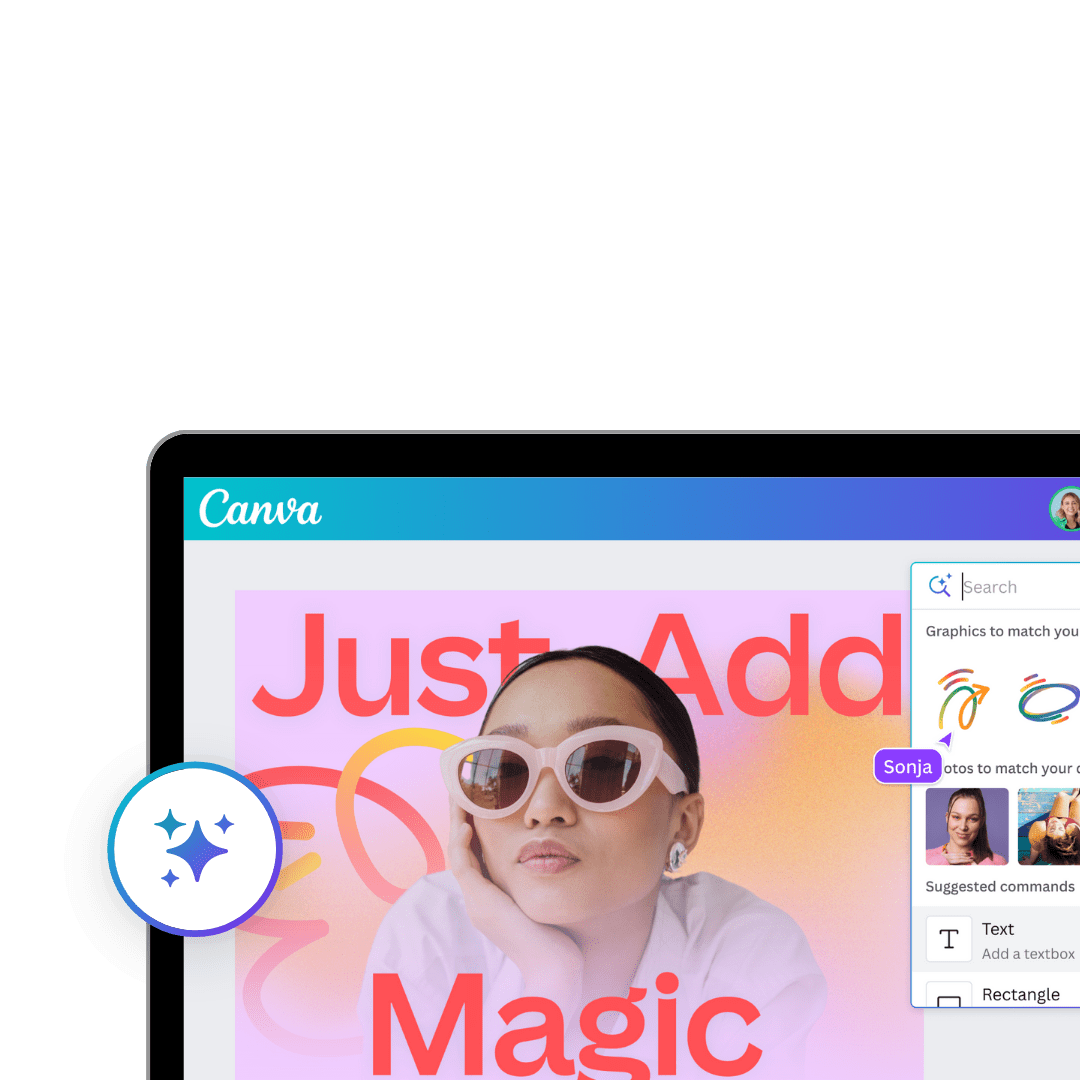 Canva
Just Add
Search
Graphics to match you
Sonja
otos to match your
Suggested commands
T
Text
Add a textbox
Rectangle
Magic